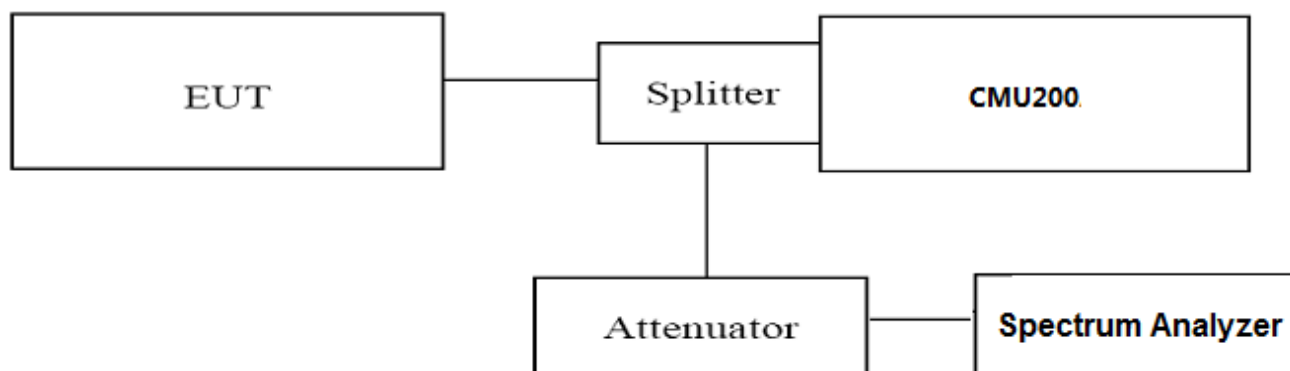 EUT
Splitter
CMU200.
Attenuator
Spectrum Analyzer